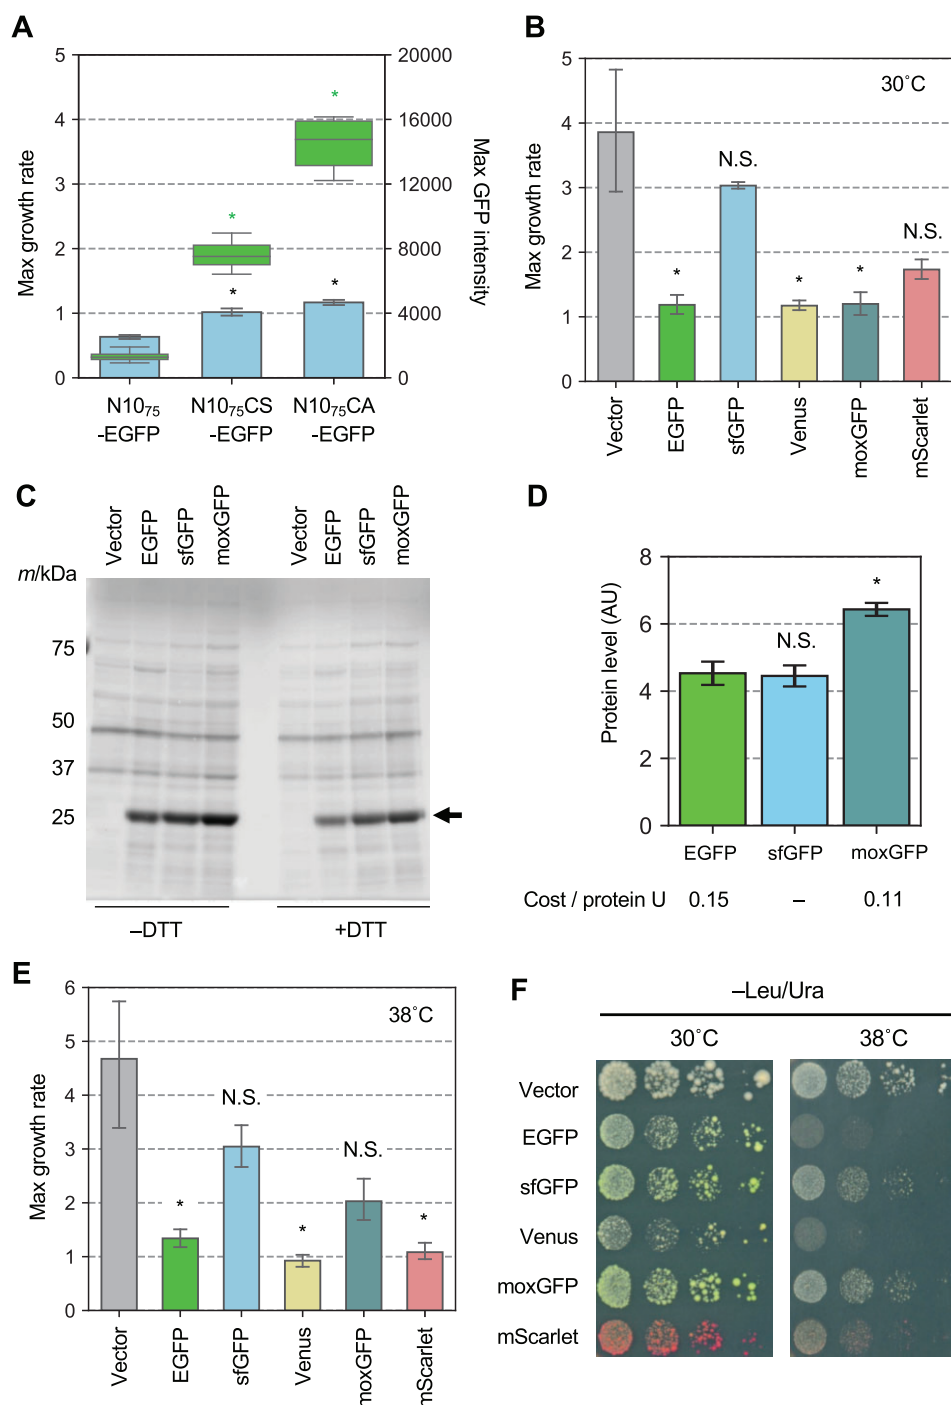 A
B
5
4
3
2
1
0
Max growth rate
20000
16000
12000
8000
4000
0
Max GFP intensity
*
*
*
*
N10₇₅
-EGFP
N10₇₅CS
-EGFP
N10₇₅CA
-EGFP
5
4
3
2
1
0
Max growth rate
30˚C
*
N.S.
*
*
N.S.
Vector
EGFP
sfGFP
Venus
moxGFP
mScarlet
C
Vector
EGFP
sfGFP
moxGFP
Vector
EGFP
sfGFP
moxGFP
m/kDa
75
50
37
25
–DTT
+DTT
D
8
6
4
2
0
Protein level (AU)
N.S.
*
EGFP
sfGFP
moxGFP
Cost / protein U
0.15
–
0.11
E
6
5
4
3
2
1
0
Max growth rate
38˚C
*
N.S.
*
N.S.
*
Vector
EGFP
sfGFP
Venus
moxGFP
mScarlet
F
–Leu/Ura
30˚C
38˚C
Vector
EGFP
sfGFP
Venus
moxGFP
mScarlet